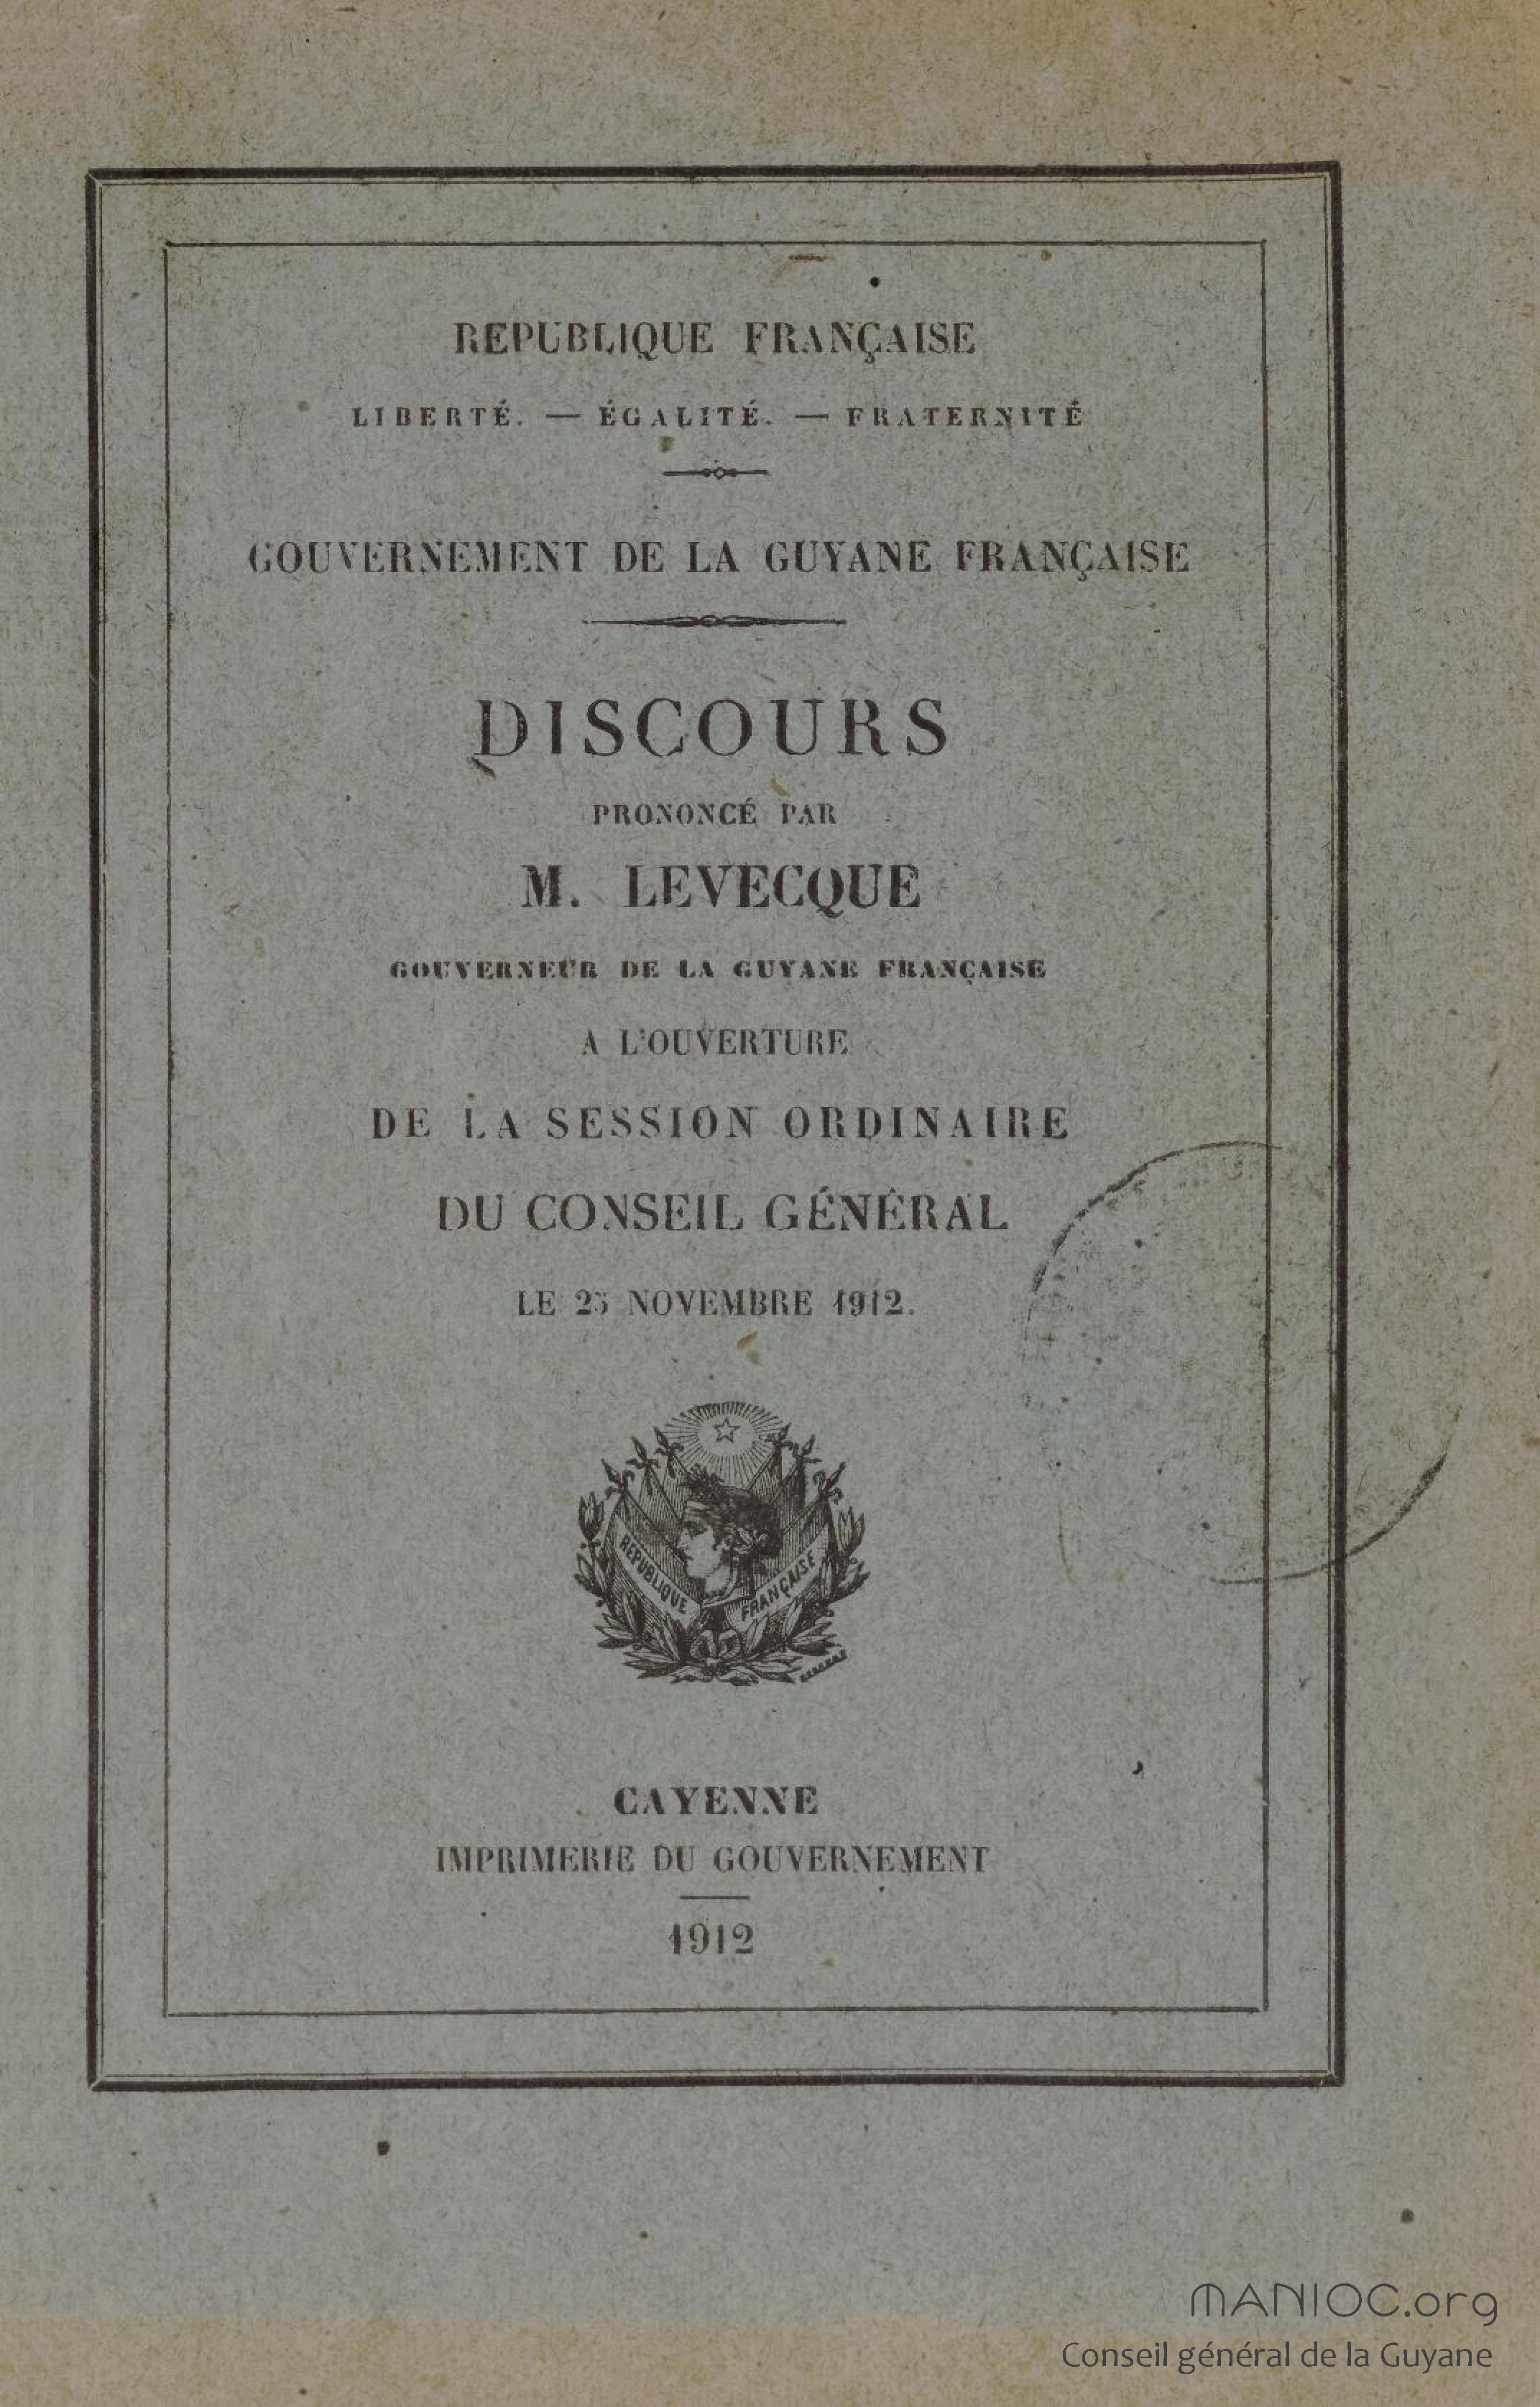 REPUBLIQUE FRANÇAISE
LIBERTÉ. — ÉGALITÉ. — FRATERNITÉ
GOUVERNEMENT DE LA GUYANE FRANÇAISE
DISCOURS
PRONONCÉ PAR
M. LEVECQUE
GOUVERNEUR DE LA GUYANE FRANÇAISE
A L'OUVERTURE
DE LA SESSION ORDINAIRE
DU CONSEIL GÉNÉRAL
LE NOVEMBRE 1912.
REPUBLIQUE FRANÇAISE
CAYENNE
IMPRIMERIE DU GOUVERNEMENT
1912
MANIOC.org
Conseil général de la Guyane